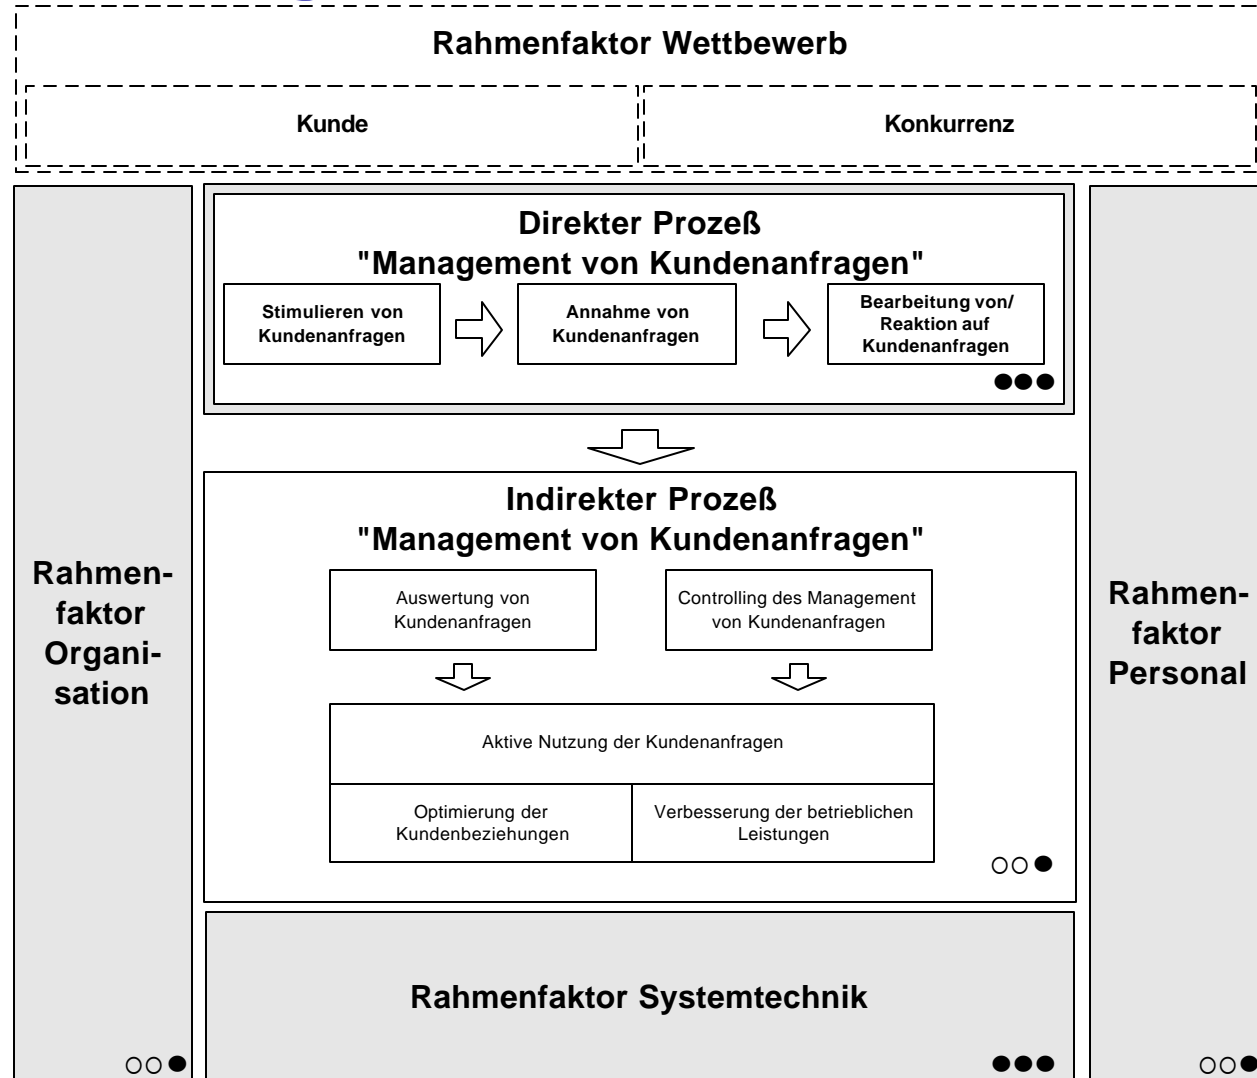 Rahmenfaktor Wettbewerb
Kunde
Konkurrenz
Direkter Prozeß
"Management von Kundenanfragen"
Stimulieren von
Kundenanfragen
Annahme von
Kundenanfragen
Bearbeitung von/
Reaktion auf
Kundenanfragen
Indirekter Prozeß
"Management von Kundenanfragen"
Auswertung von
Kundenanfragen
Controlling des Management
von Kundenanfragen
Aktive Nutzung der Kundenanfragen
Optimierung der
Kundenbeziehungen
Verbesserung der betrieblichen
Leistungen
Rahmen-
faktor
Organi-
sation
Rahmen-
faktor
Personal
Rahmenfaktor Systemtechnik